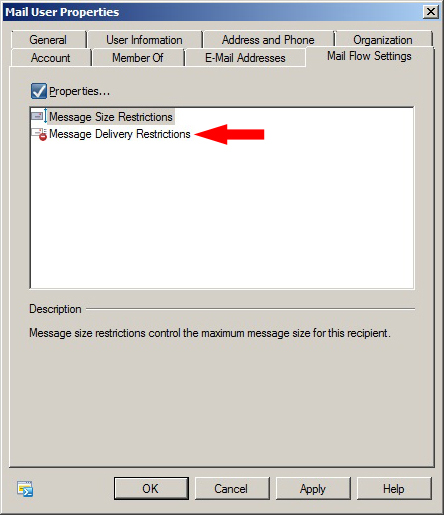 Mail User Properties
General
User Information
Address and Phone
Organization
Account
Member Of
E-Mail Addresses
Mail Flow Settings
Properties...
Message Size Restrictions
Message Delivery Restrictions
Description
Message size restrictions control the maximum message size for this recipient.
OK
Cancel
Apply
Help